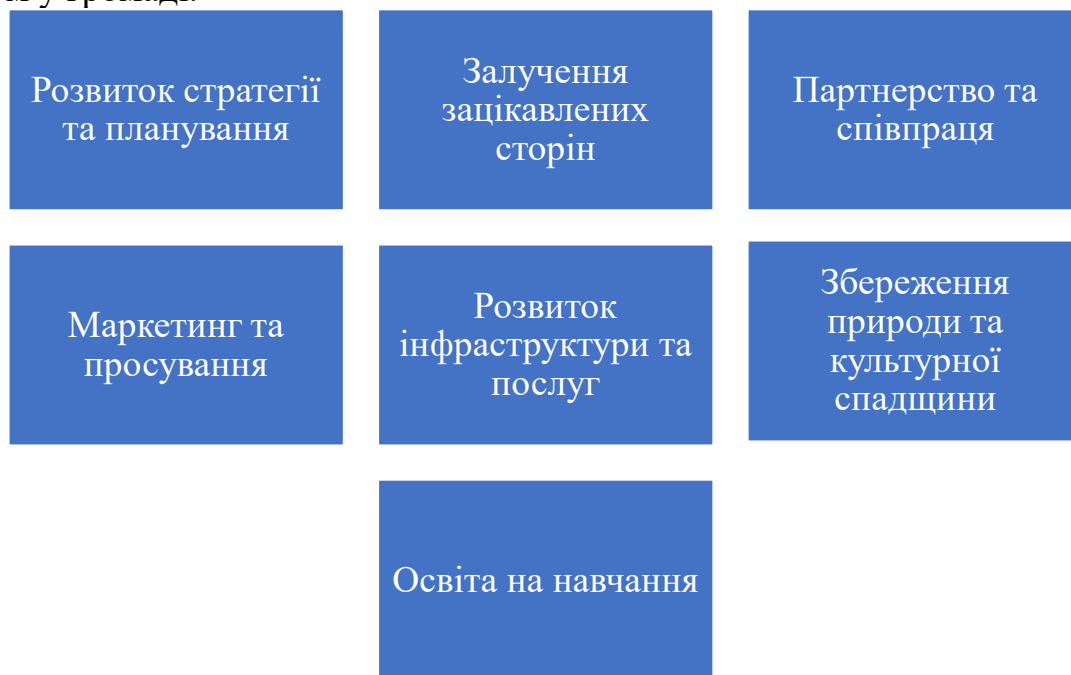 у громаді.
Розвиток стратегії
та планування
Залучення
зацікавлених
сторін
Партнерство та
співпраця
Маркетинг та
просування
Розвиток
інфраструктури та
послуг
Збереження
природи та
культурної
спадщини
Освіта на навчання